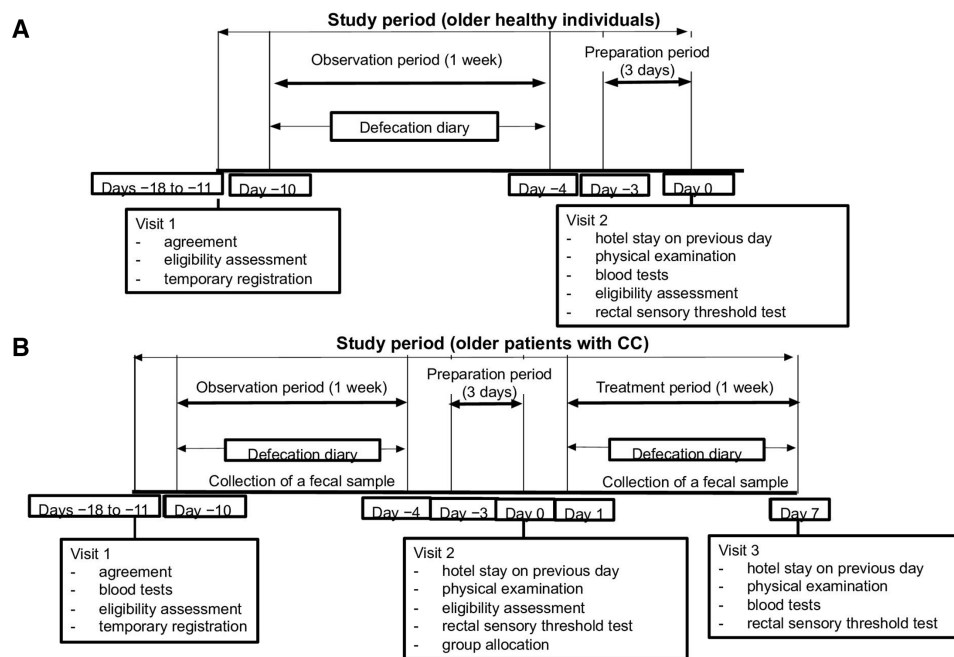 A
Study period (older healthy individuals)
Observation period (1 week)
Preparation period
(3 days)
Defecation diary
Days −18 to −11
Day −10
Day −4
Day −3
Day 0
Visit 1
- agreement
- eligibility assessment
- temporary registration
Visit 2
- hotel stay on previous day
- physical examination
- blood tests
- eligibility assessment
- rectal sensory threshold test
B
Study period (older patients with CC)
Observation period (1 week)
Preparation period
(3 days)
Treatment period (1 week)
Defecation diary
Defecation diary
Collection of a fecal sample
Collection of a fecal sample
Days −18 to −11
Day −10
Day −4
Day −3
Day 0
Day 1
Day 7
Visit 1
- agreement
- blood tests
- eligibility assessment
- temporary registration
Visit 2
- hotel stay on previous day
- physical examination
- eligibility assessment
- rectal sensory threshold test
- group allocation
Visit 3
- hotel stay on previous day
- physical examination
- blood tests
- rectal sensory threshold test